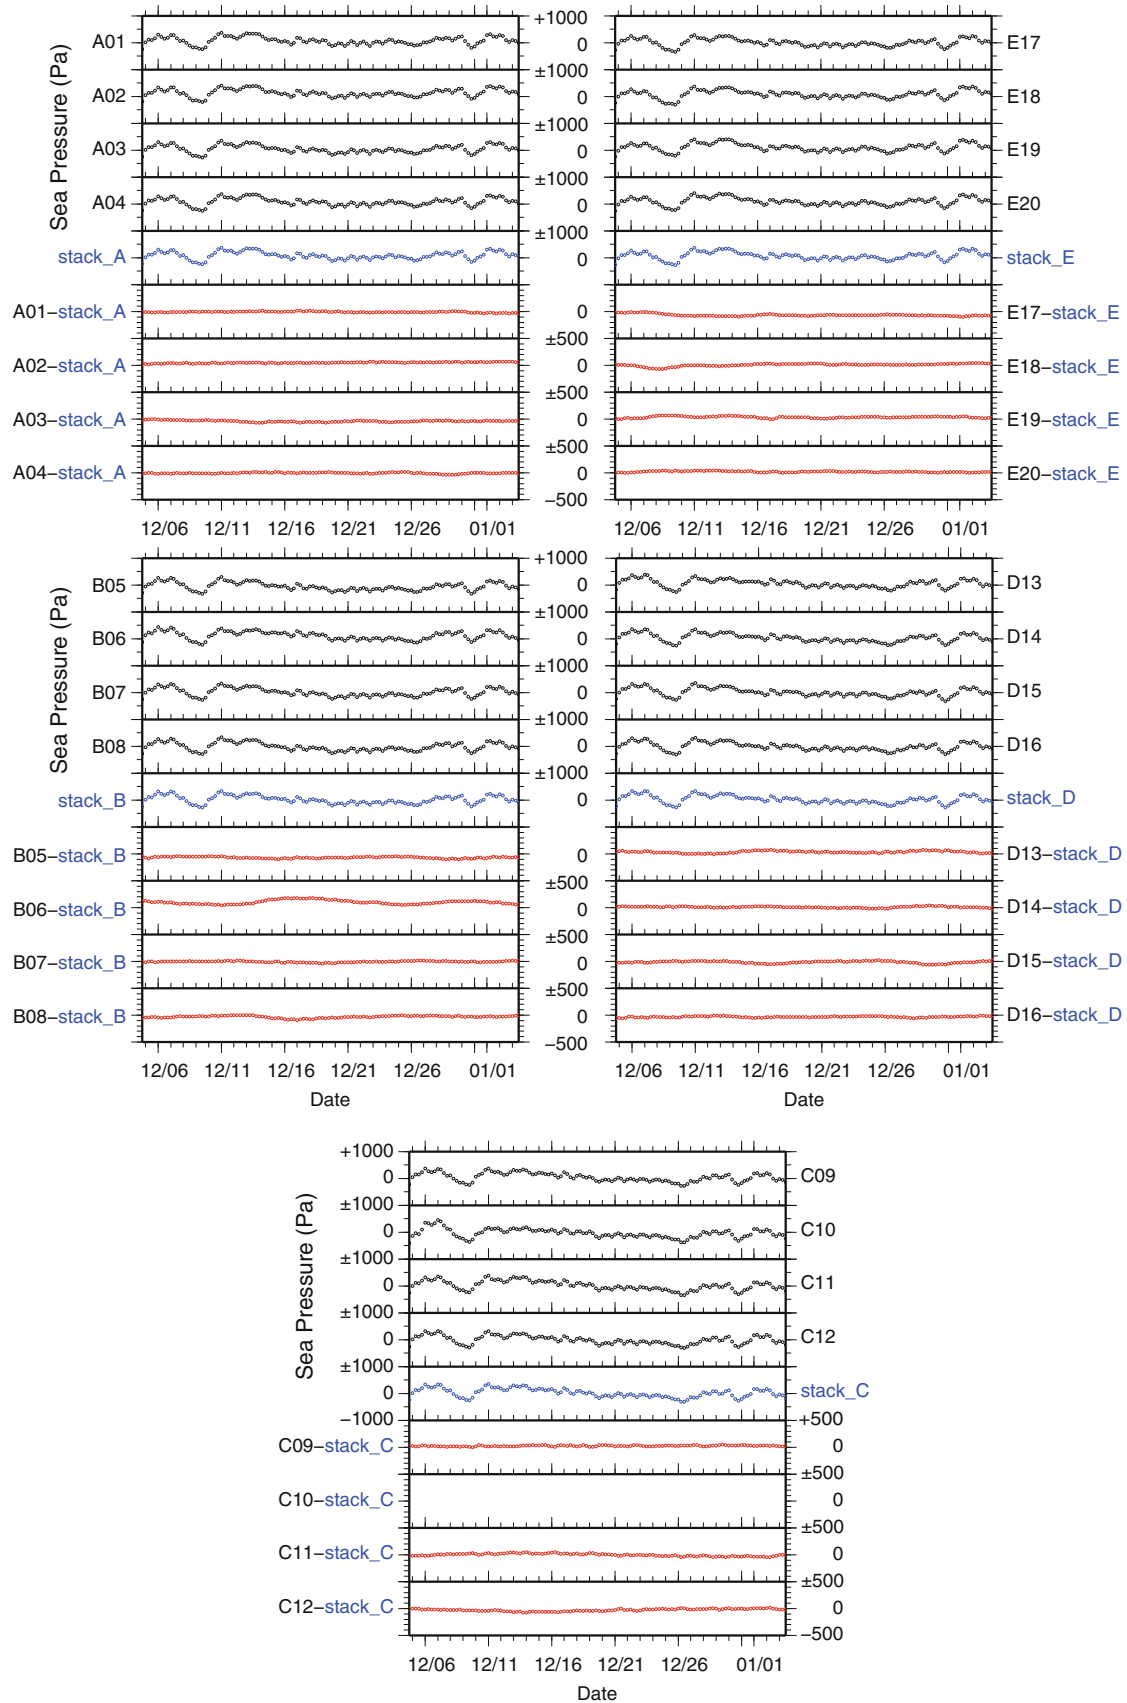 Sea Pressure (Pa)
A01 +1000 0 E17
A02 ±1000 0 E18
A03 ±1000 0 E19
A04 ±1000 0 E20
stack_A ±1000 0 stack_E
A01–stack_A 0 E17–stack_E
A02–stack_A ±500 0 E18–stack_E
A03–stack_A ±500 0 E19–stack_E
A04–stack_A ±500 0 E20–stack_E
−500
12/06 12/11 12/16 12/21 12/26 01/01 12/06 12/11 12/16 12/21 12/26 01/01
Sea Pressure (Pa)
B05 +1000 0 D13
B06 ±1000 0 D14
B07 ±1000 0 D15
B08 ±1000 0 D16
stack_B ±1000 0 stack_D
B05–stack_B 0 D13–stack_D
B06–stack_B ±500 0 D14–stack_D
B07–stack_B ±500 0 D15–stack_D
B08–stack_B ±500 0 D16–stack_D
−500
12/06 12/11 12/16 12/21 12/26 01/01 12/06 12/11 12/16 12/21 12/26 01/01
Date Date
Sea Pressure (Pa)
+1000 0 C09
±1000 0 C10
±1000 0 C11
±1000 0 C12
±1000 0 stack_C
−1000 +500
C09–stack_C 0
C10–stack_C ±500 0
C11–stack_C ±500 0
C12–stack_C ±500 0
−500
12/06 12/11 12/16 12/21 12/26 01/01
Date